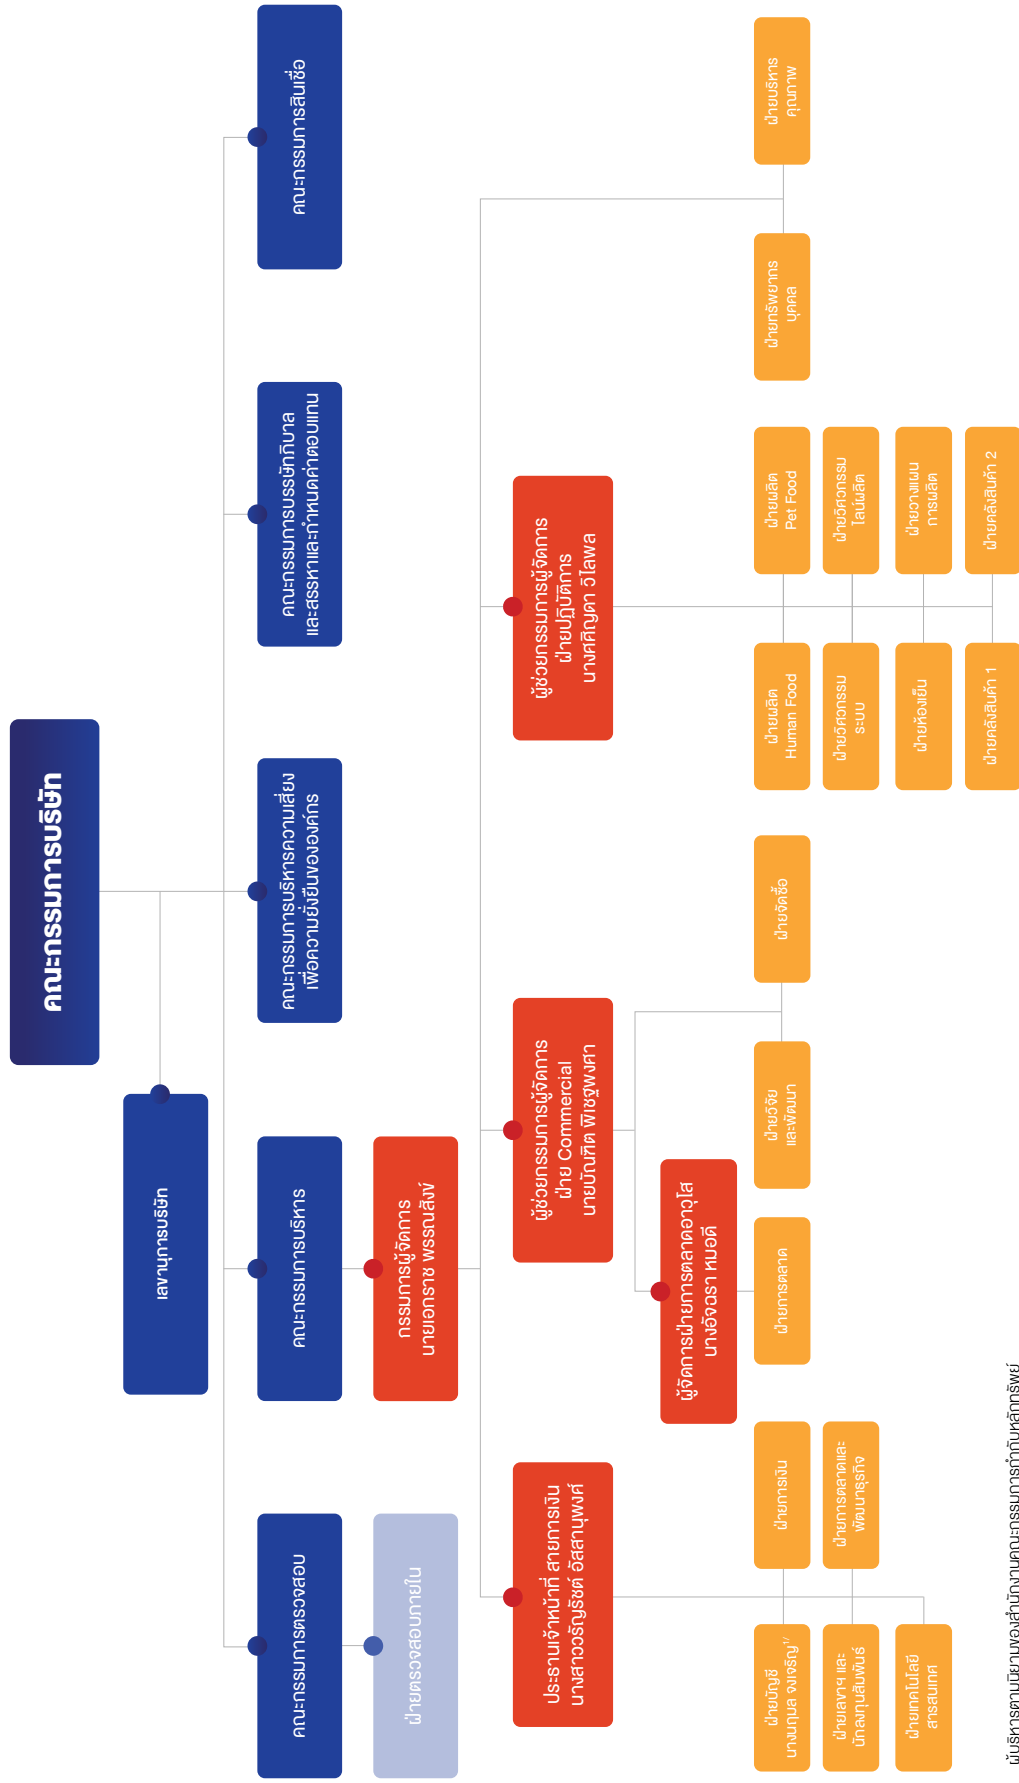 คณะกรรมการบริษัท
เลขานุการบริษัท
คณะกรรมการตรวจสอบ
คณะกรรมการบริหาร
คณะกรรมการบริหารความเสี่ยง
เพื่อความยั่งยืนขององค์กร
คณะกรรมการบรรษัทภิบาล
และสรรหาและกำหนดค่าตอบแทน
คณะกรรมการสินเชื่อ
ฝ่ายตรวจสอบภายใน
กรรมการผู้จัดการ
นายเอกราช พรรณสังข์
ประธานเจ้าหน้าที่ สายการเงิน
นางสาววรัญรัชต์ อัสสานุพงศ์
ผู้ช่วยกรรมการผู้จัดการ
ฝ่าย Commercial
นายบัณฑิต พิเชฐพงศา
ผู้ช่วยกรรมการผู้จัดการ
ฝ่ายปฏิบัติการ
นางศศิญดา วิไลพล
ผู้จัดการฝ่ายการตลาดอาวุโส
นางอัจฉรา หมอดี
ฝ่ายบัญชี
นางนฤมล จงเจริญ¹/
ฝ่ายการเงิน
ฝ่ายการตลาด
ฝ่ายวิจัย
และพัฒนา
ฝ่ายจัดซื้อ
ฝ่ายผลิต
Human Food
ฝ่ายผลิต
Pet Food
ฝ่ายทรัพยากร
บุคคล
ฝ่ายบริหาร
คุณภาพ
ฝ่ายเลขาฯ และ
นักลงทุนสัมพันธ์
ฝ่ายการตลาดและ
พัฒนาธุรกิจ
ฝ่ายวิศวกรรม
ระบบ
ฝ่ายวิศวกรรม
ไลน์ผลิต
ฝ่ายเทคโนโลยี
สารสนเทศ
ฝ่ายห้องเย็น
ฝ่ายวางแผน
การผลิต
ฝ่ายคลังสินค้า 1
ฝ่ายคลังสินค้า 2
ผู้บริหารตามนิยามของสำนักงานคณะกรรมการกำกับหลักทรัพย์